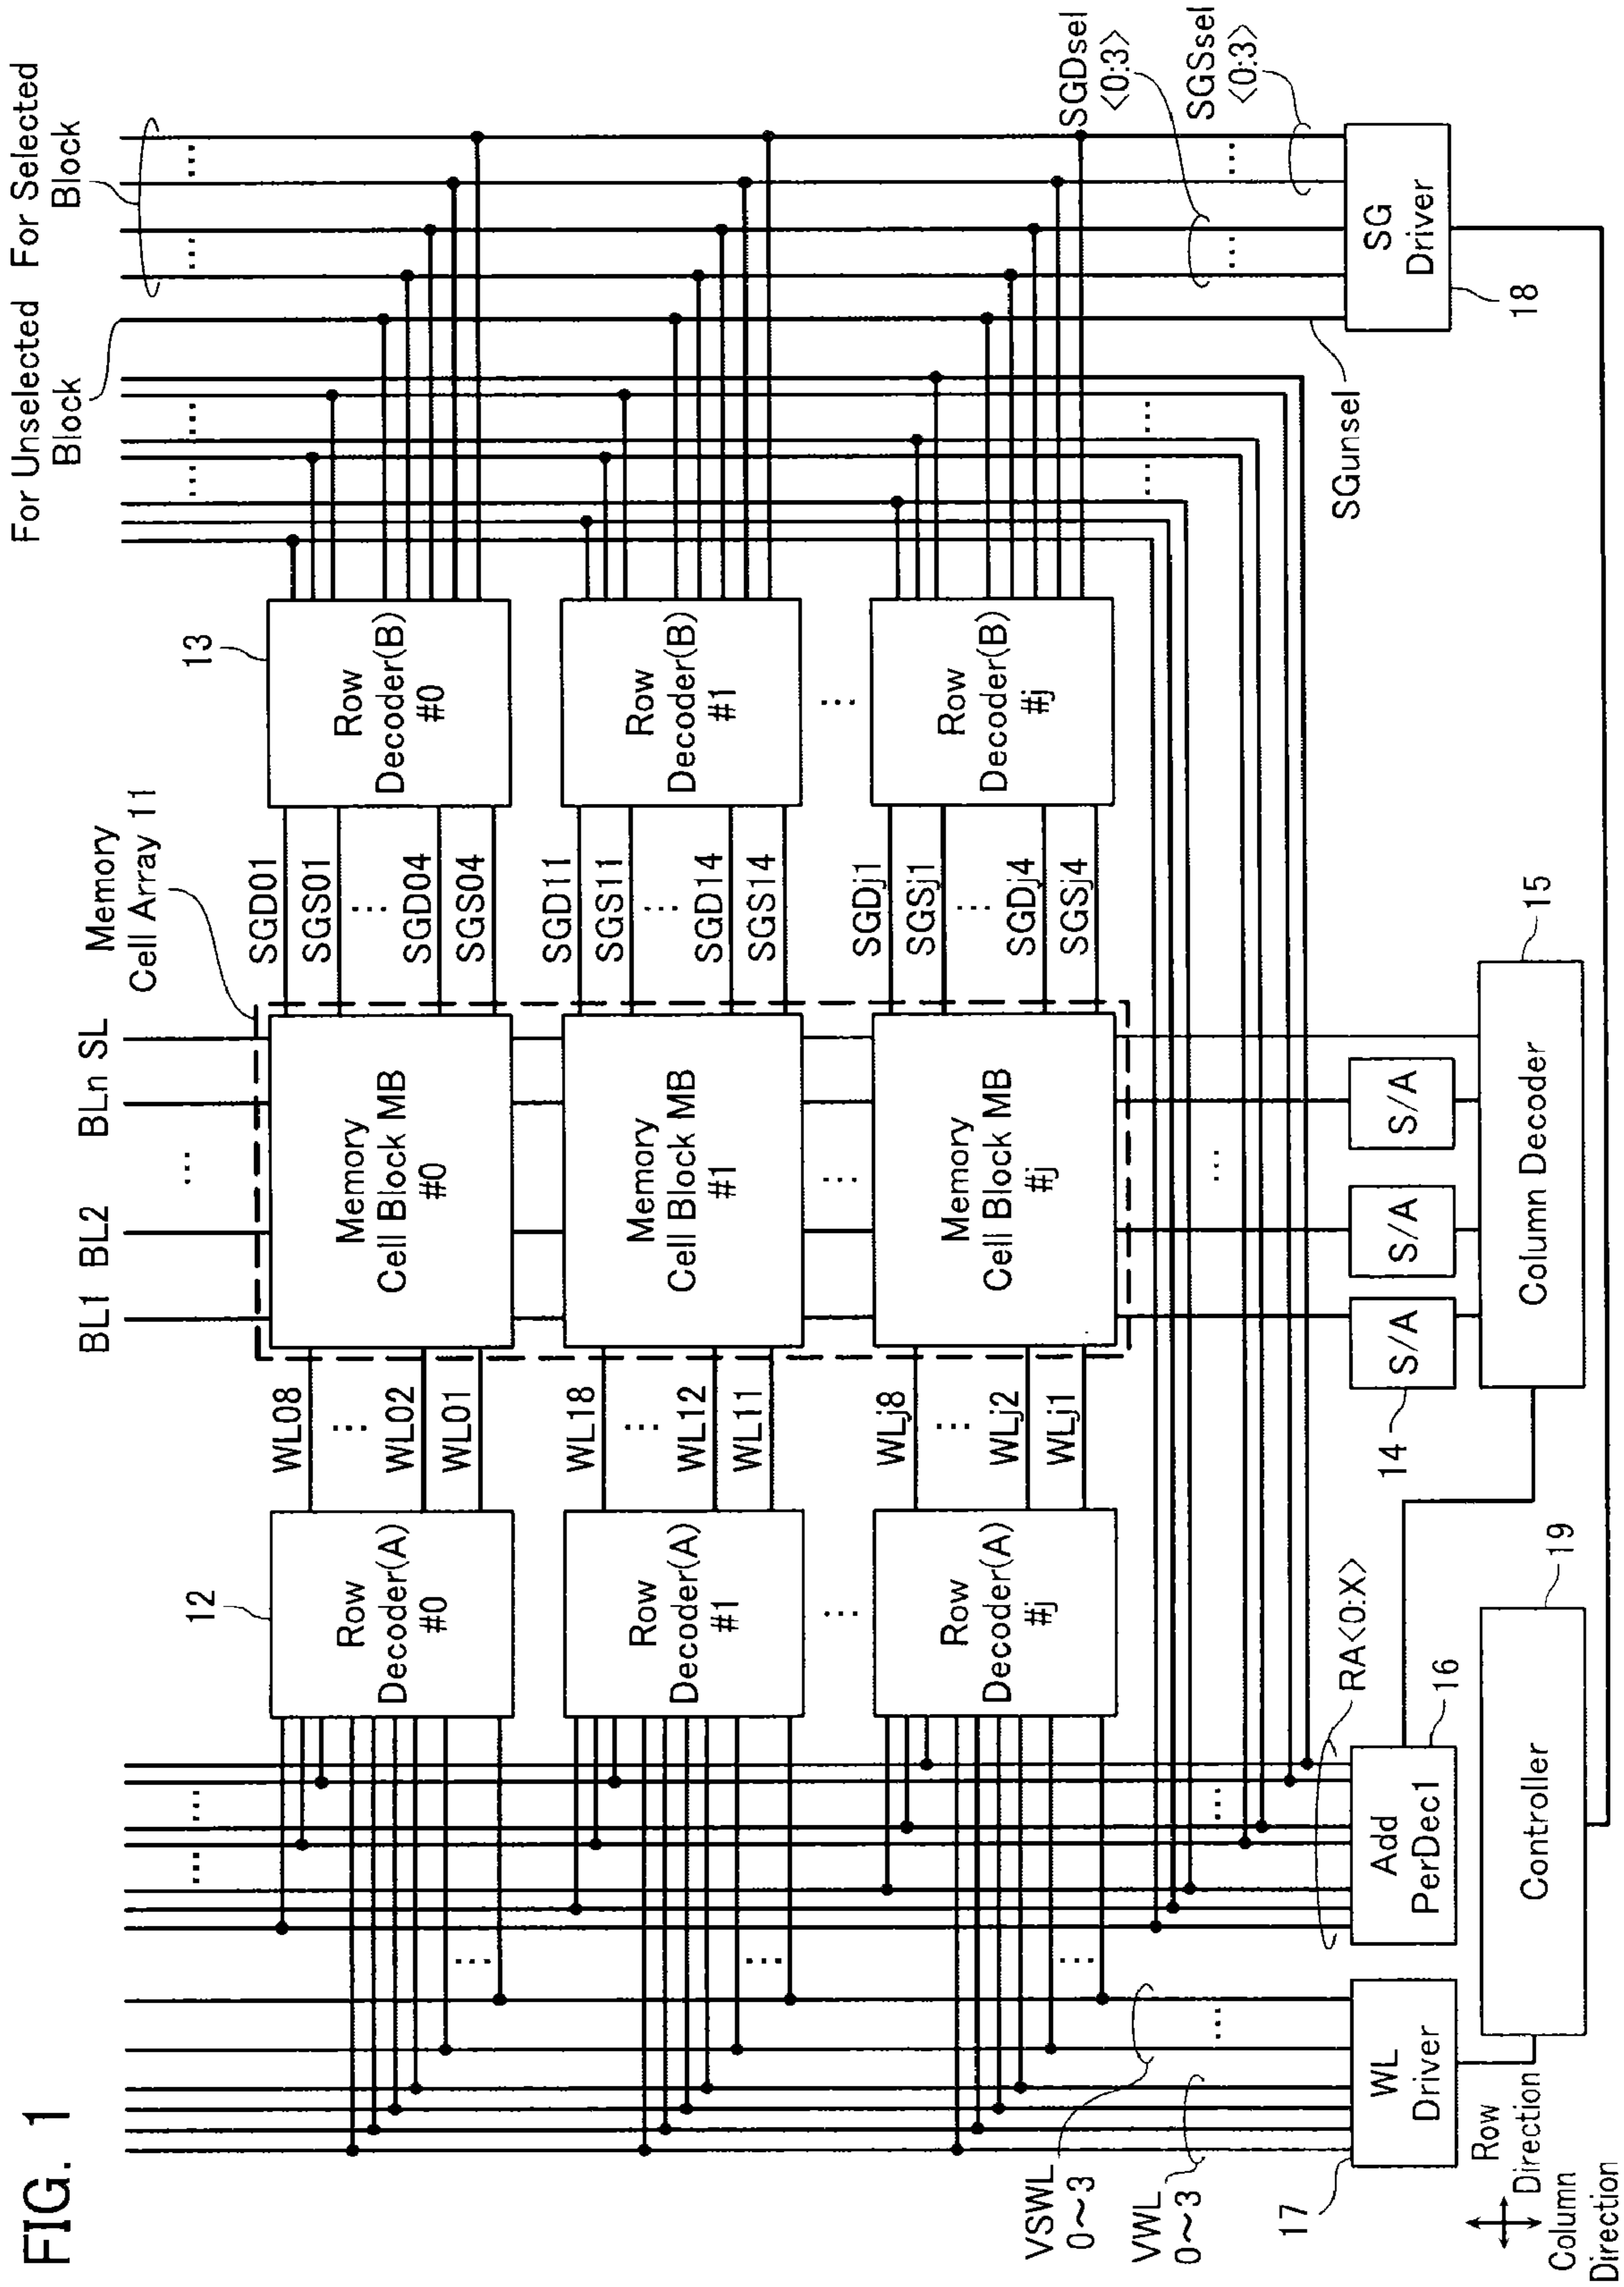 FIG. 1
BL1 BL2 ... BLn SL
Memory
Cell Array 11
For Unselected
Block
For Selected
Block
...
...
...
...
...
...
12
Row
Decoder(A)
#0
WL08
...
WL02
WL01
Memory
Cell Block MB
#0
SGD01
SGS01
...
SGD04
SGS04
13
Row
Decoder(B)
#0
...
Row
Decoder(A)
#1
WL18
...
WL12
WL11
Memory
Cell Block MB
#1
SGD11
SGS11
...
SGD14
SGS14
Row
Decoder(B)
#1
...
...
...
...
Row
Decoder(A)
#j
WLj8
...
WLj2
WLj1
Memory
Cell Block MB
#j
SGDj1
SGSj1
...
SGDj4
SGSj4
Row
Decoder(B)
#j
...
VSWL
0~3
VWL
0~3
...
...
...
...
...
...
...
SGDsel
<0:3>
SGSsel
<0:3>
RA<0:X>
SGunsel
17
WL
Driver
Add
PerDec1
16
14
S/A
S/A
S/A
SG
Driver
18
Controller
19
Column Decoder
15
Row
Direction
Column
Direction